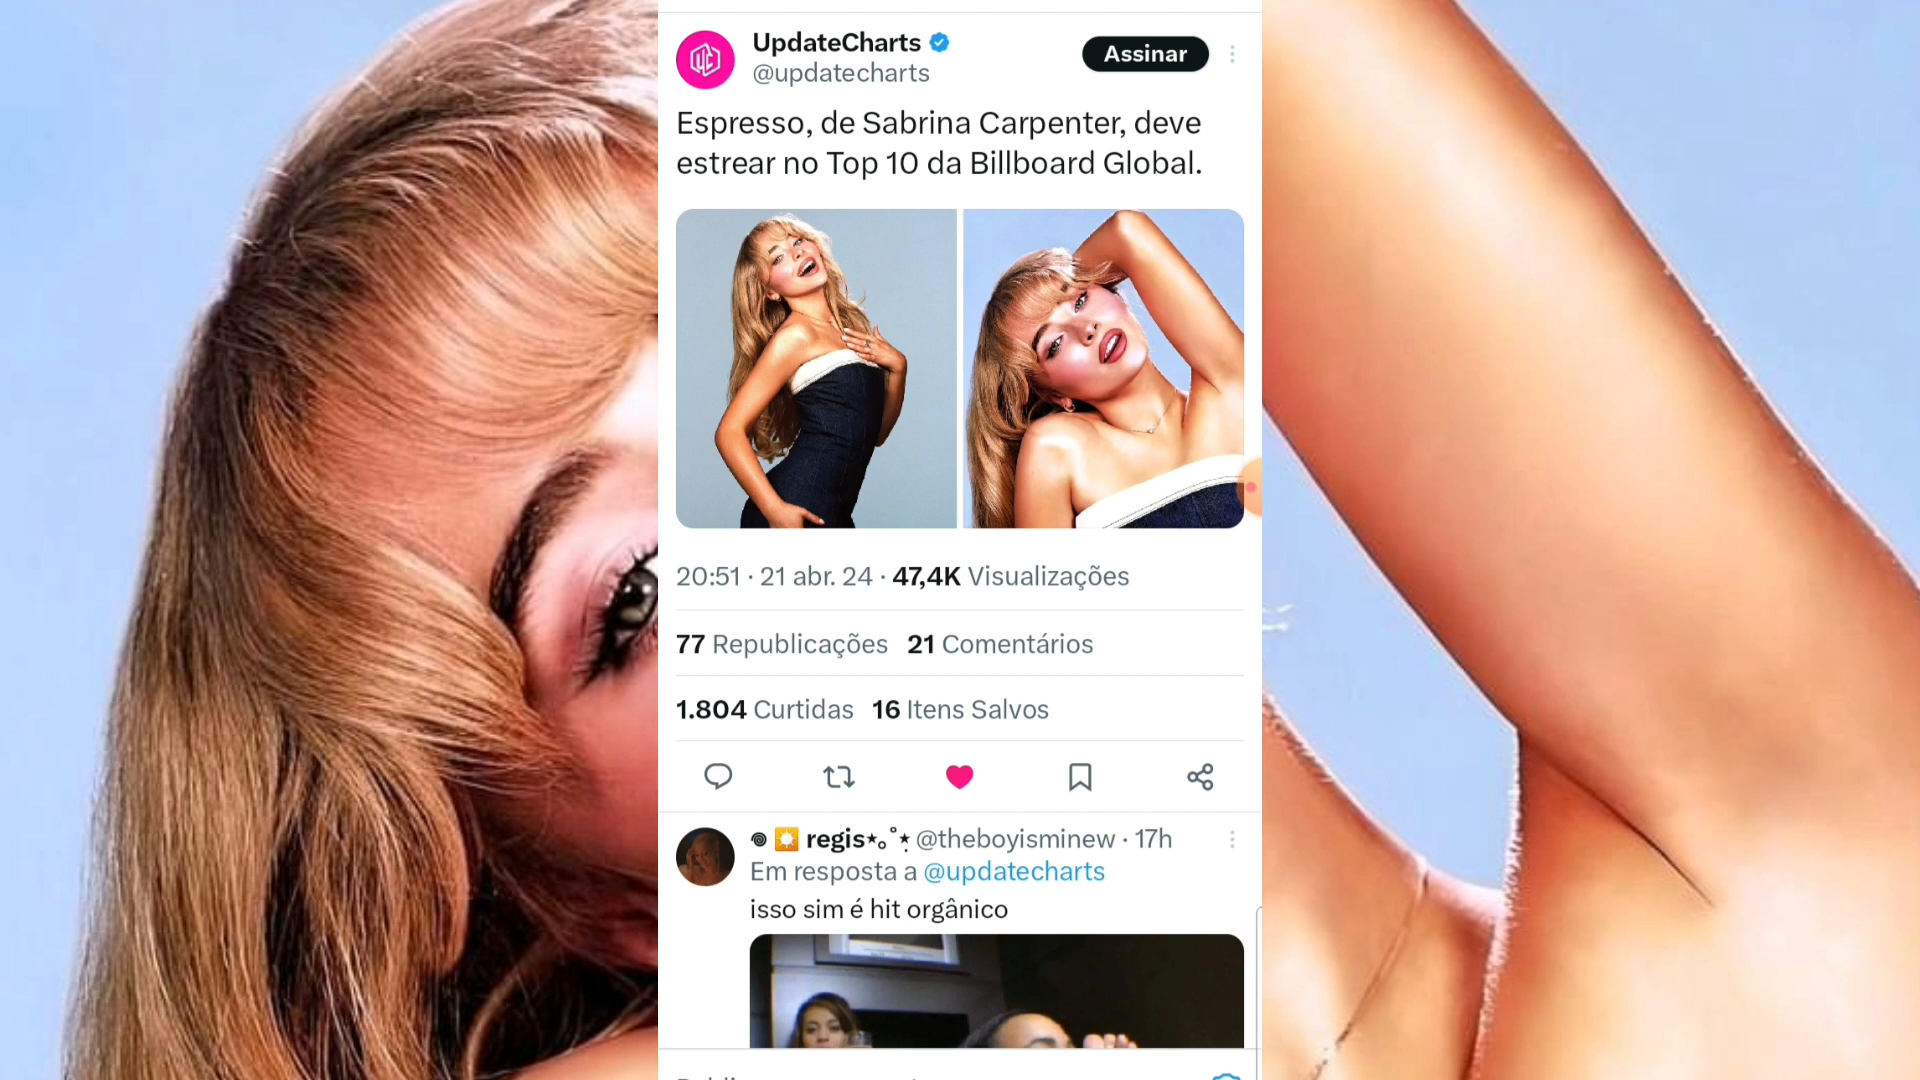 UpdateCharts
@updatecharts
Assinar
Espresso, de Sabrina Carpenter, deve
estrear no Top 10 da Billboard Global.
20:51 · 21 abr. 24 · 47,4K Visualizações
77 Republicações 21 Comentários
1.804 Curtidas 16 Itens Salvos
regis @theboyisminew · 17h
Em resposta a @updatecharts
isso sim é hit orgânico